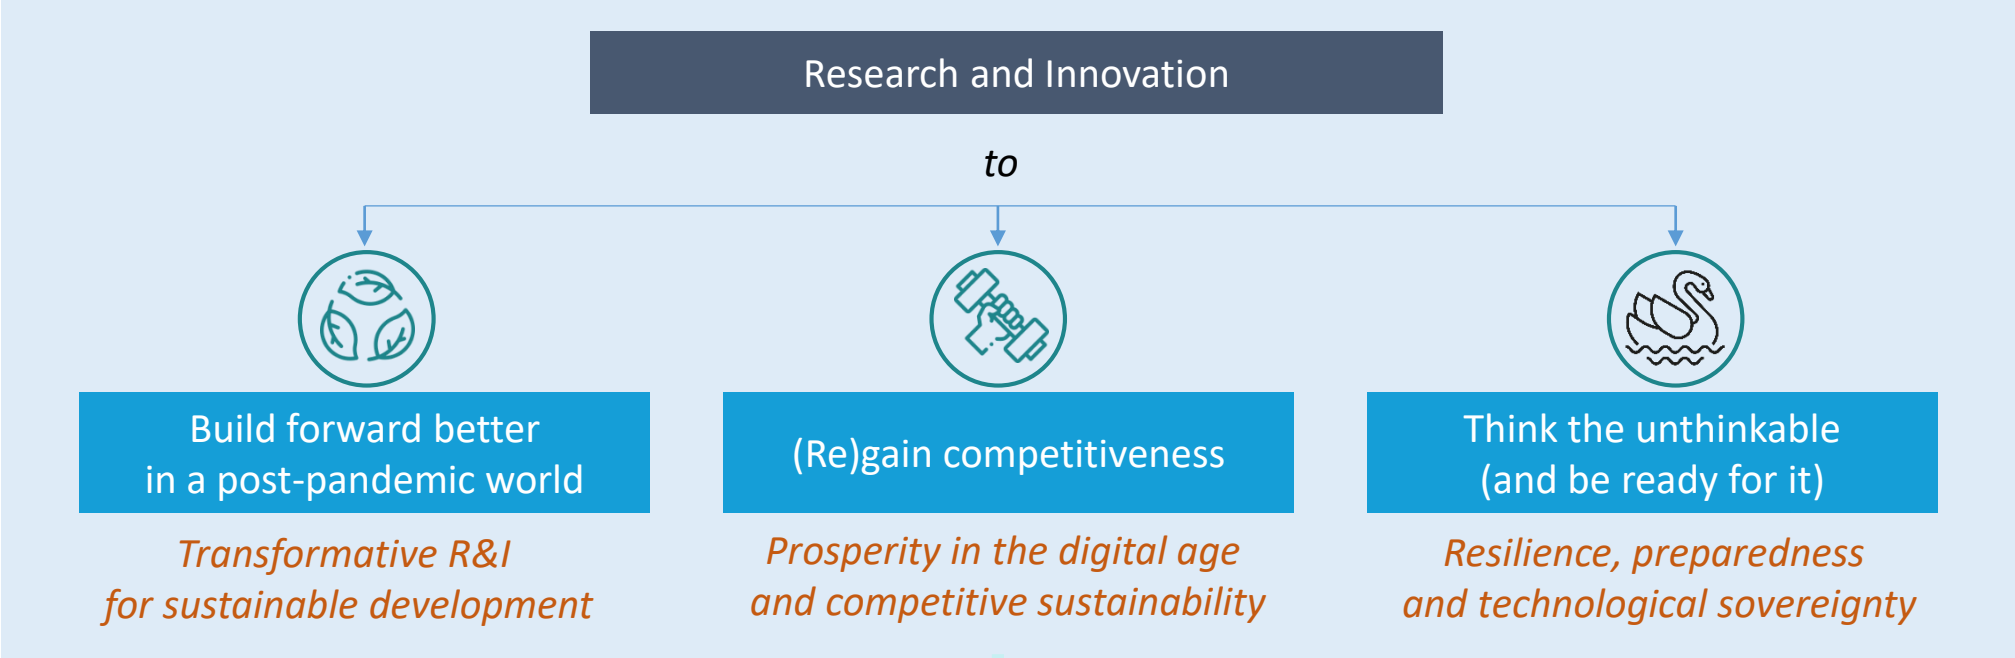 Research and Innovation
to
Build forward better
in a post-pandemic world
Transformative R&I
for sustainable development
(Re)gain competitiveness
Prosperity in the digital age
and competitive sustainability
Think the unthinkable
(and be ready for it)
Resilience, preparedness
and technological sovereignty